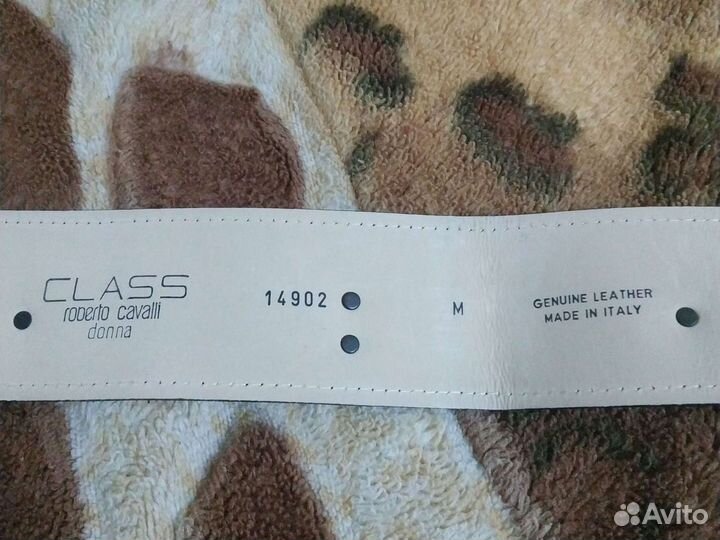 CLASS
roberto cavalli
donna
14902
M
GENUINE LEATHER
MADE IN ITALY
Avito